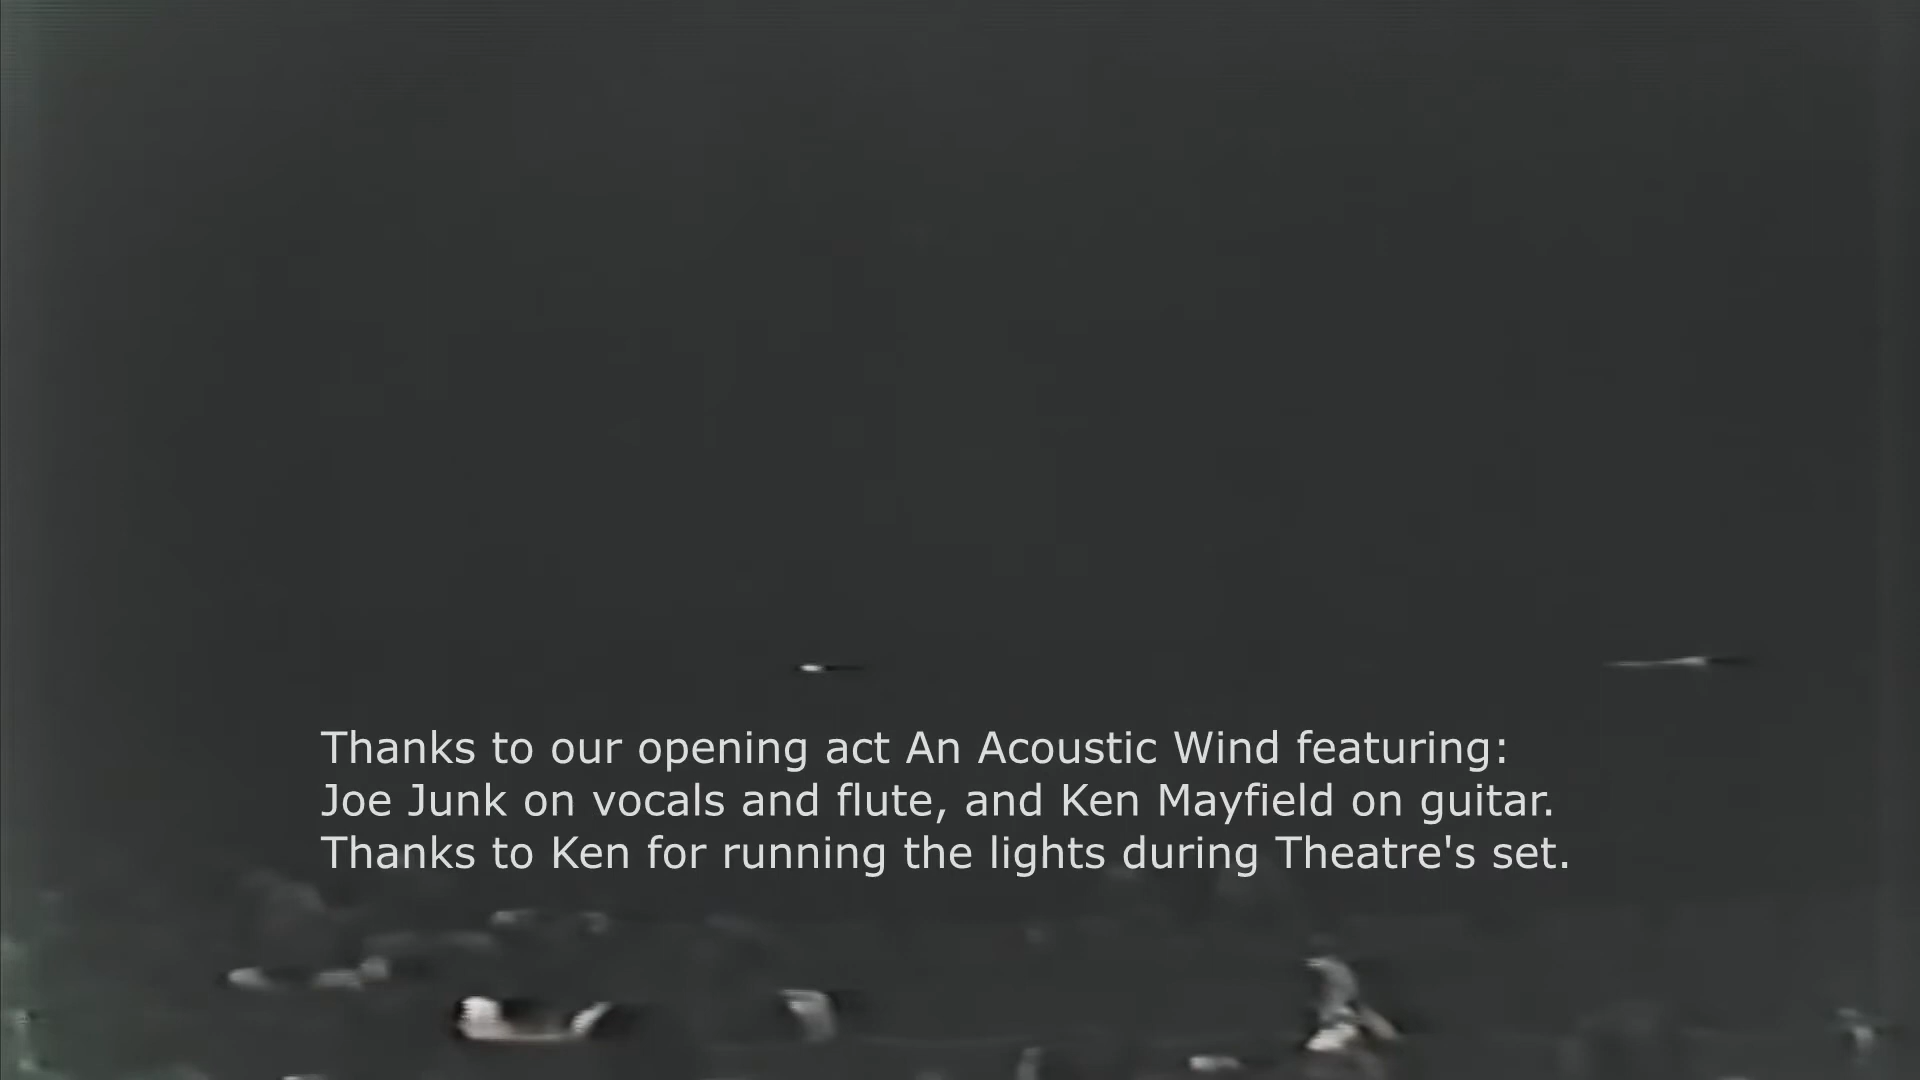 Thanks to our opening act An Acoustic Wind featuring:
Joe Junk on vocals and flute, and Ken Mayfield on guitar.
Thanks to Ken for running the lights during Theatre's set.